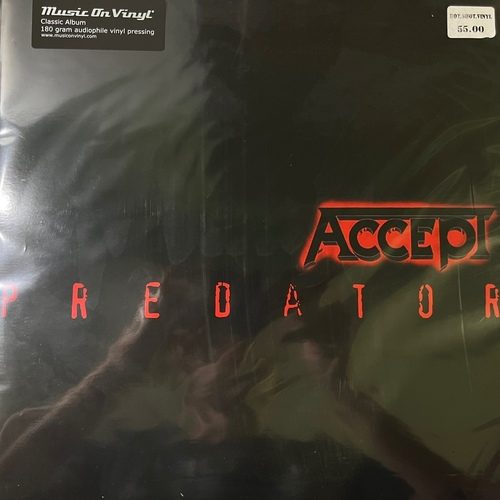 Music On Vinyl
Classic Album
180 gram audiophile vinyl pressing
www.musiconvinyl.com
55.00
ACCEPT
PREDATOR